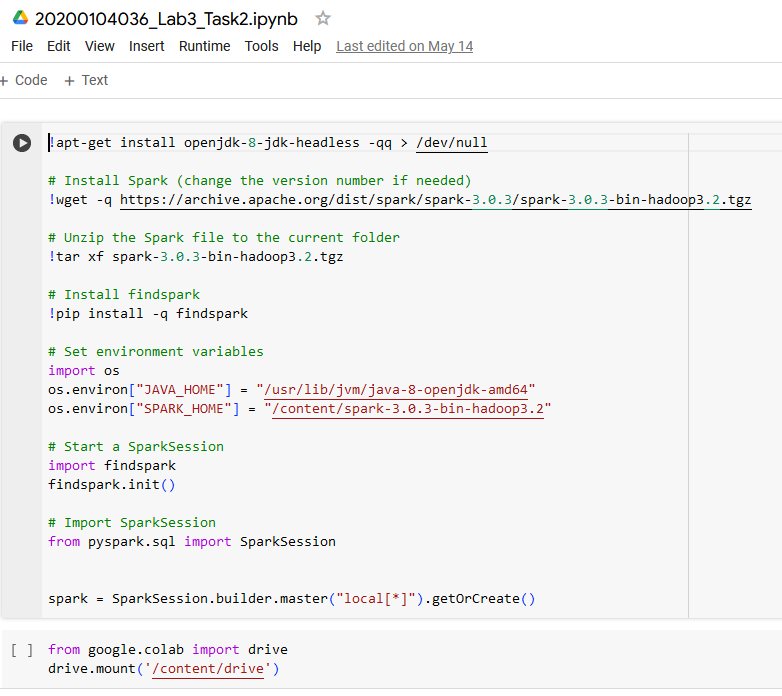 20200104036_Lab3_Task2.ipynb
File Edit View Insert Runtime Tools Help Last edited on May 14
+ Code + Text
!apt-get install openjdk-8-jdk-headless -qq > /dev/null
# Install Spark (change the version number if needed)
!wget -q https://archive.apache.org/dist/spark/spark-3.0.3/spark-3.0.3-bin-hadoop3.2.tgz
# Unzip the Spark file to the current folder
!tar xf spark-3.0.3-bin-hadoop3.2.tgz
# Install findspark
!pip install -q findspark
# Set environment variables
import os
os.environ["JAVA_HOME"] = "/usr/lib/jvm/java-8-openjdk-amd64"
os.environ["SPARK_HOME"] = "/content/spark-3.0.3-bin-hadoop3.2"
# Start a SparkSession
import findspark
findspark.init()
# Import SparkSession
from pyspark.sql import SparkSession
spark = SparkSession.builder.master("local[*]").getOrCreate()
[ ] from google.colab import drive
drive.mount('/content/drive')